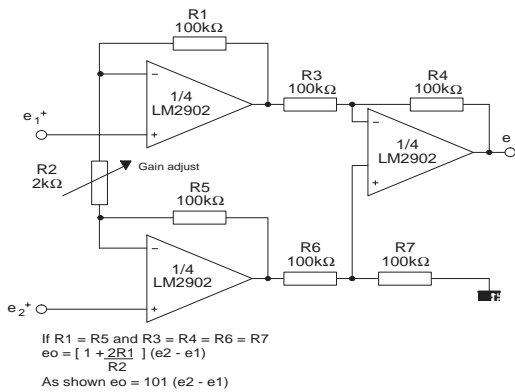 R1
100kΩ
R3
100kΩ
R4
100kΩ
1/4
LM2902
e1+
e
1/4
LM2902
R2
2kΩ
Gain adjust
R5
100kΩ
R6
100kΩ
R7
100kΩ
1/4
LM2902
e2+
If R1 = R5 and R3 = R4 = R6 = R7
eo = [ 1 + 2R1 ] (e2 - e1)
R2
As shown eo = 101 (e2 - e1)